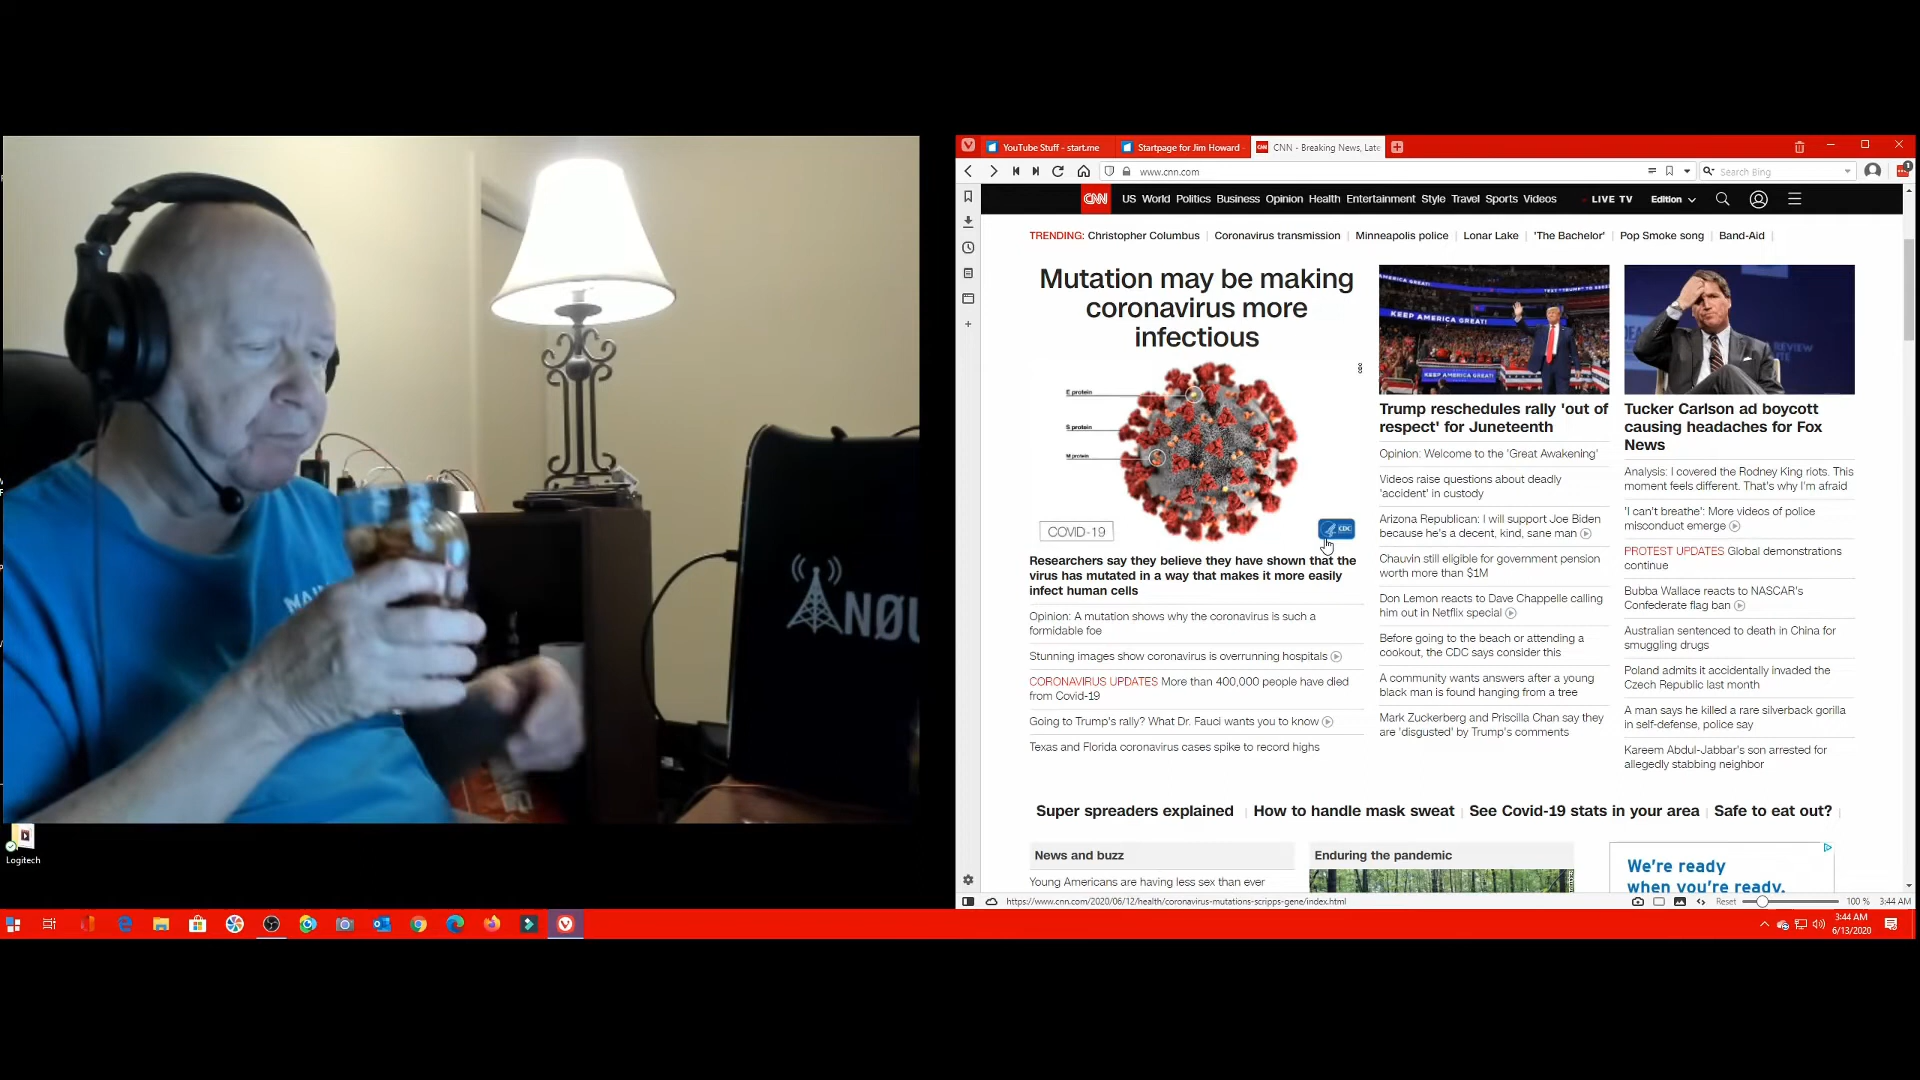 YouTube Stuff - start.me
Startpage for Jim Howard -
CNN - Breaking News, Late
www.cnn.com
Search Bing
CNN
US World Politics Business Opinion Health Entertainment Style Travel Sports Videos
LIVE TV
Edition
TRENDING: Christopher Columbus | Coronavirus transmission | Minneapolis police | Lonar Lake | 'The Bachelor' | Pop Smoke song | Band-Aid |
Mutation may be making
coronavirus more
infectious
E protein
S protein
M protein
COVID-19
CDC
CDC
Researchers say they believe they have shown that the
virus has mutated in a way that makes it more easily
infect human cells
Opinion: A mutation shows why the coronavirus is such a
formidable foe
Stunning images show coronavirus is overrunning hospitals
CORONAVIRUS UPDATES More than 400,000 people have died
from Covid-19
Going to Trump's rally? What Dr. Fauci wants you to know
Texas and Florida coronavirus cases spike to record highs
KEEP AMERICA GREAT!
KEEP AMERICA GREAT!
Trump reschedules rally 'out of
respect' for Juneteenth
Opinion: Welcome to the 'Great Awakening'
Videos raise questions about deadly
'accident' in custody
Arizona Republican: I will support Joe Biden
because he's a decent, kind, sane man
Chauvin still eligible for government pension
worth more than $1M
Don Lemon reacts to Dave Chappelle calling
him out in Netflix special
Before going to the beach or attending a
cookout, the CDC says consider this
A community wants answers after a young
black man is found hanging from a tree
Mark Zuckerberg and Priscilla Chan say they
are 'disgusted' by Trump's comments
Tucker Carlson ad boycott
causing headaches for Fox
News
Analysis: I covered the Rodney King riots. This
moment feels different. That's why I'm afraid
'I can't breathe': More videos of police
misconduct emerge
PROTEST UPDATES Global demonstrations
continue
Bubba Wallace reacts to NASCAR's
Confederate flag ban
Australian sentenced to death in China for
smuggling drugs
Poland admits it accidentally invaded the
Czech Republic last month
A man says he killed a rare silverback gorilla
in self-defense, police say
Kareem Abdul-Jabbar's son arrested for
allegedly stabbing neighbor
Super spreaders explained | How to handle mask sweat | See Covid-19 stats in your area | Safe to eat out? |
News and buzz
Young Americans are having less sex than ever
Enduring the pandemic
We're ready
when you're ready.
https://www.cnn.com/2020/06/12/health/coronavirus-mutations-scripps-gene/index.html
Reset
100 %
3:44 AM
NØ
Logitech
3:44 AM
6/13/2020